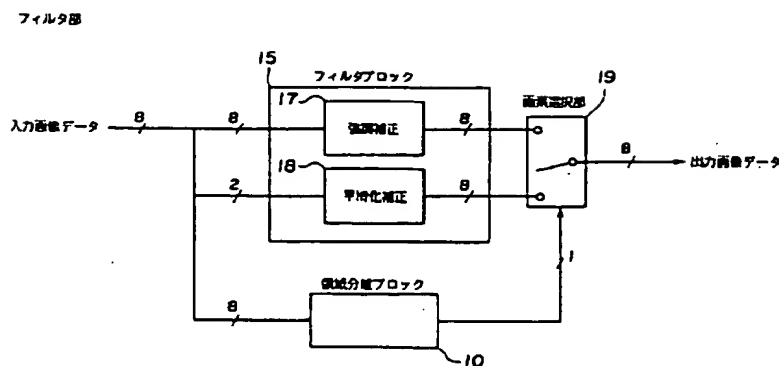 フィルタ部
15
フィルタブロック
19
17
画素選択部
入力画像データ
8
8
強調補正
8
8
出力画像データ
18
2
平滑化補正
8
1
領域分離ブロック
8
10